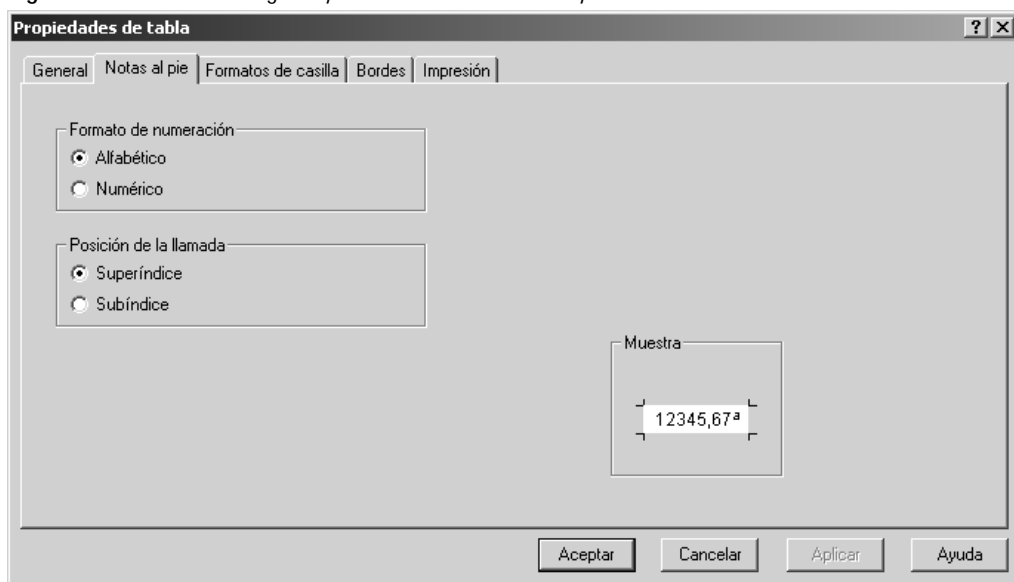 Propiedades de tabla
General Notas al pie Formatos de casilla Bordes Impresión
Formato de numeración
Alfabético
Numérico
Posición de la llamada
Superíndice
Subíndice
Muestra
12345,67ª
Aceptar Cancelar Aplicar Ayuda